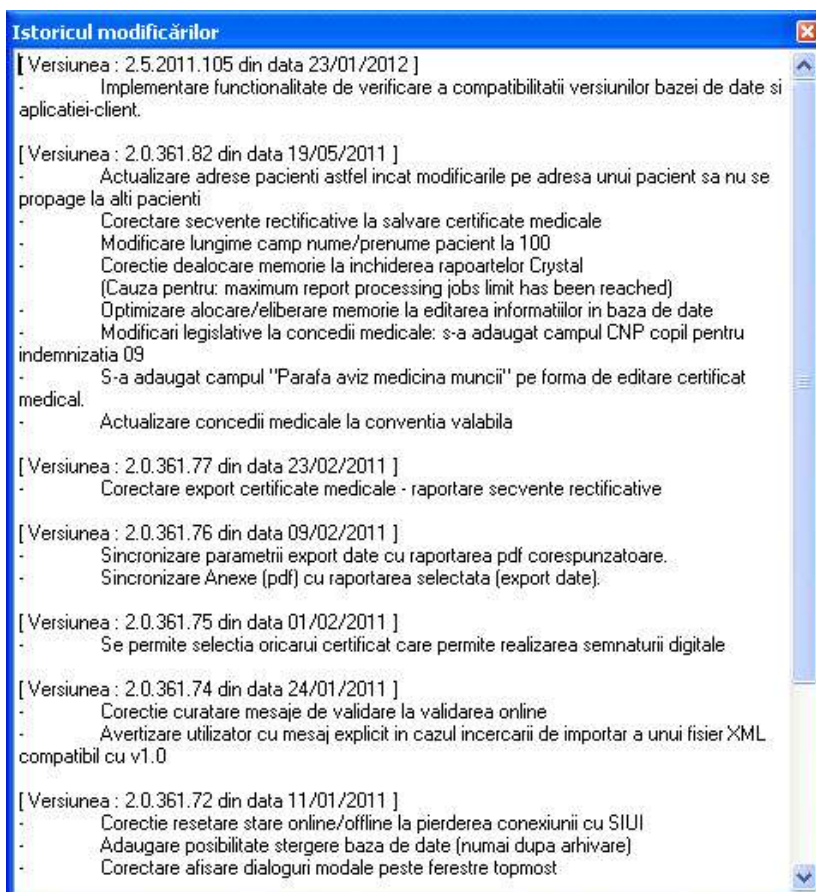 Istoricul modificărilor
[ Versiunea : 2.5.2011.105 din data 23/01/2012 ]
- Implementare functionalitate de verificare a compatibilitatii versiunilor bazei de date si
aplicatiei-client.
[ Versiunea : 2.0.361.82 din data 19/05/2011 ]
- Actualizare adrese pacienti astfel incat modificarile pe adresa unui pacient sa nu se
propage la alti pacienti
- Corectare secvente rectificative la salvare certificate medicale
- Modificare lungime camp nume/prenume pacient la 100
- Corectie dealocare memorie la inchiderea rapoartelor Crystal
(Cauza pentru: maximum report processing jobs limit has been reached)
- Optimizare alocare/eliberare memorie la editarea informatiilor in baza de date
- Modificari legislative la concedii medicale: s-a adaugat campul CNP copil pentru
indemnizatia 09
- S-a adaugat campul "Parafa aviz medicina muncii" pe forma de editare certificat
medical.
- Actualizare concedii medicale la conventia valabila
[ Versiunea : 2.0.361.77 din data 23/02/2011 ]
- Corectare export certificate medicale - raportare secvente rectificative
[ Versiunea : 2.0.361.76 din data 09/02/2011 ]
- Sincronizare parametrii export date cu raportarea pdf corespunzatoare.
- Sincronizare Anexe (pdf) cu raportarea selectata (export date).
[ Versiunea : 2.0.361.75 din data 01/02/2011 ]
- Se permite selectia oricarui certificat care permite realizarea semnaturii digitale
[ Versiunea : 2.0.361.74 din data 24/01/2011 ]
- Corectie curatare mesaje de validare la validarea online
- Avertizare utilizator cu mesaj explicit in cazul incercarii de importar a unui fisier XML
compatibil cu v1.0
[ Versiunea : 2.0.361.72 din data 11/01/2011 ]
- Corectie resetare stare online/offline la pierderea conexiunii cu SIUI
- Adaugare posibilitate stergere baza de date (numai dupa arhivare)
- Corectare afisare dialoguri modale peste ferestre topmost